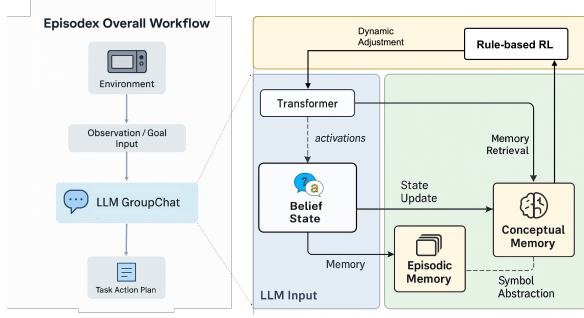 Episodex Overall Workflow
Environment
Observation / Goal
Input
LLM GroupChat
Task Action Plan
Dynamic
Adjustment
Rule-based RL
Transformer
activations
Memory
Retrieval
?
a
Belief
State
State
Update
Conceptual
Memory
Memory
Episodic
Memory
Symbol
Abstraction
LLM Input